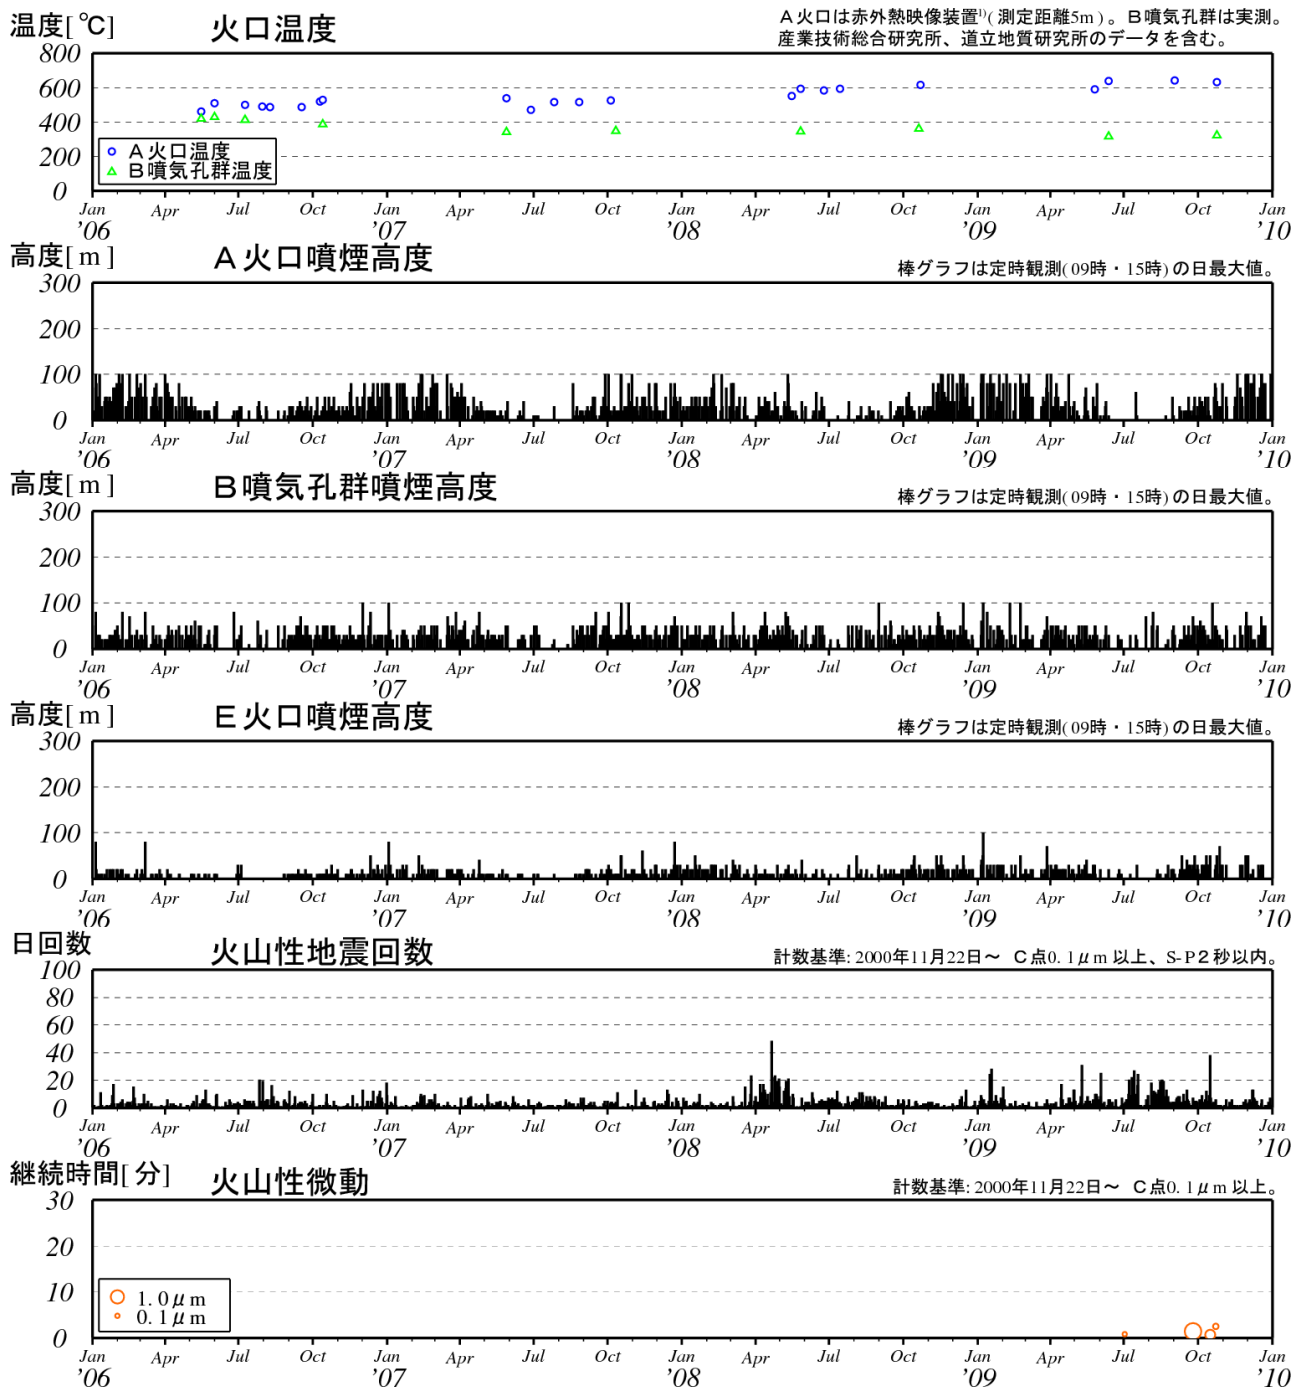 温度[℃] 火口温度
A火口は赤外熱映像装置¹⁾(測定距離5m)。B噴気孔群は実測。
産業技術総合研究所、道立地質研究所のデータを含む。
800
600
400
200
0
A火口温度
B噴気孔群温度
Jan Apr Jul Oct Jan Apr Jul Oct Jan Apr Jul Oct Jan Apr Jul Oct Jan
'06 '07 '08 '09 '10
高度[m] A火口噴煙高度
棒グラフは定時観測(09時・15時)の日最大値。
300
200
100
0
Jan Apr Jul Oct Jan Apr Jul Oct Jan Apr Jul Oct Jan Apr Jul Oct Jan
'06 '07 '08 '09 '10
高度[m] B噴気孔群噴煙高度
棒グラフは定時観測(09時・15時)の日最大値。
300
200
100
0
Jan Apr Jul Oct Jan Apr Jul Oct Jan Apr Jul Oct Jan Apr Jul Oct Jan
'06 '07 '08 '09 '10
高度[m] E火口噴煙高度
棒グラフは定時観測(09時・15時)の日最大値。
300
200
100
0
Jan Apr Jul Oct Jan Apr Jul Oct Jan Apr Jul Oct Jan Apr Jul Oct Jan
'06 '07 '08 '09 '10
日回数 火山性地震回数
計数基準:2000年11月22日〜 C点0.1μm以上、S-P2秒以内。
100
80
60
40
20
0
Jan Apr Jul Oct Jan Apr Jul Oct Jan Apr Jul Oct Jan Apr Jul Oct Jan
'06 '07 '08 '09 '10
継続時間[分] 火山性微動
計数基準:2000年11月22日〜 C点0.1μm以上。
30
20
10
0
1.0μm
0.1μm
Jan Apr Jul Oct Jan Apr Jul Oct Jan Apr Jul Oct Jan Apr Jul Oct Jan
'06 '07 '08 '09 '10